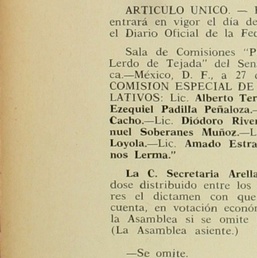 ARTICULO UNICO. —
entrará en vigor el día de
el Diario Oficial de la Fed
Sala de Comisiones "P
Lerdo de Tejada" del Sen
ca.—México, D. F., a 27 d
COMISION ESPECIAL DE
LATIVOS: Lic. Alberto Ter
Ezequiel Padilla Peñaloza.—
Cacho.—Lic. Diódoro River
nuel Soberanes Muñoz.—L
Loyola.—Lic. Amado Estra
nos Lerma."
La C. Secretaria Arella
dose distribuido entre los
res el dictamen con que
cuenta, en votación econó
la Asamblea si se omite
(La Asamblea asiente.)
—Se omite.